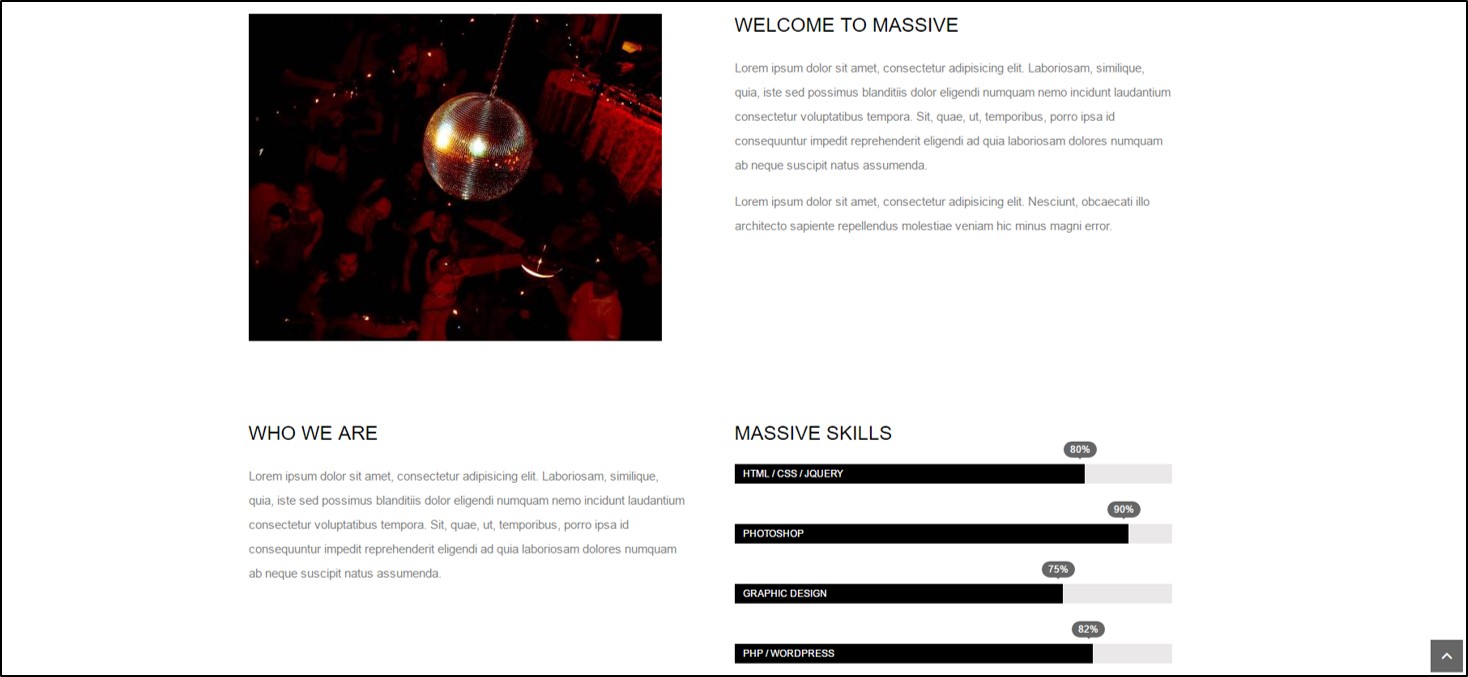 WELCOME TO MASSIVE
Lorem ipsum dolor sit amet, consectetur adipisicing elit. Laboriosam, similique,
quia, iste sed possimus blanditiis dolor eligendi numquam nemo incidunt laudantium
consectetur voluptatibus tempora. Sit, quae, ut, temporibus, porro ipsa id
consequuntur impedit reprehenderit eligendi ad quia laboriosam dolores numquam
ab neque suscipit natus assumenda.
Lorem ipsum dolor sit amet, consectetur adipisicing elit. Nesciunt, obcaecati illo
architecto sapiente repellendus molestiae veniam hic minus magni error.
WHO WE ARE
Lorem ipsum dolor sit amet, consectetur adipisicing elit. Laboriosam, similique,
quia, iste sed possimus blanditiis dolor eligendi numquam nemo incidunt laudantium
consectetur voluptatibus tempora. Sit, quae, ut, temporibus, porro ipsa id
consequuntur impedit reprehenderit eligendi ad quia laboriosam dolores numquam
ab neque suscipit natus assumenda.
MASSIVE SKILLS
80%
HTML / CSS / JQUERY
90%
PHOTOSHOP
75%
GRAPHIC DESIGN
82%
PHP / WORDPRESS